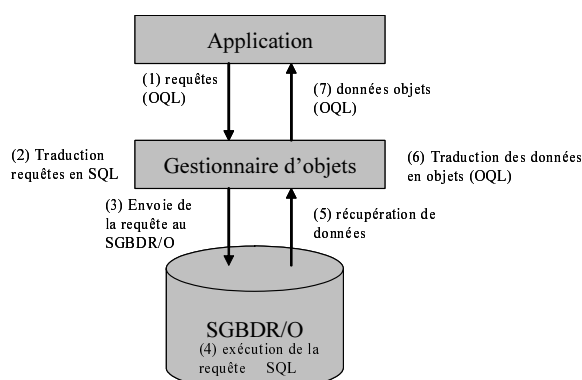 Application
(1) requêtes
(OQL)
(7) données objets
(OQL)
(2) Traduction
requêtes en SQL
Gestionnaire d'objets
(6) Traduction des données
en objets (OQL)
(3) Envoie de
la requête au
SGBDR/O
(5) récupération de
données
SGBDR/O
(4) exécution de la
requête SQL